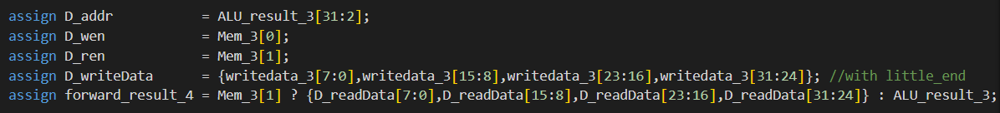 assign D_addr = ALU_result_3[31:2];
assign D_wen = Mem_3[0];
assign D_ren = Mem_3[1];
assign D_writeData = {writedata_3[7:0],writedata_3[15:8],writedata_3[23:16],writedata_3[31:24]}; //with little_end
assign forward_result_4 = Mem_3[1] ? {D_readData[7:0],D_readData[15:8],D_readData[23:16],D_readData[31:24]} : ALU_result_3;